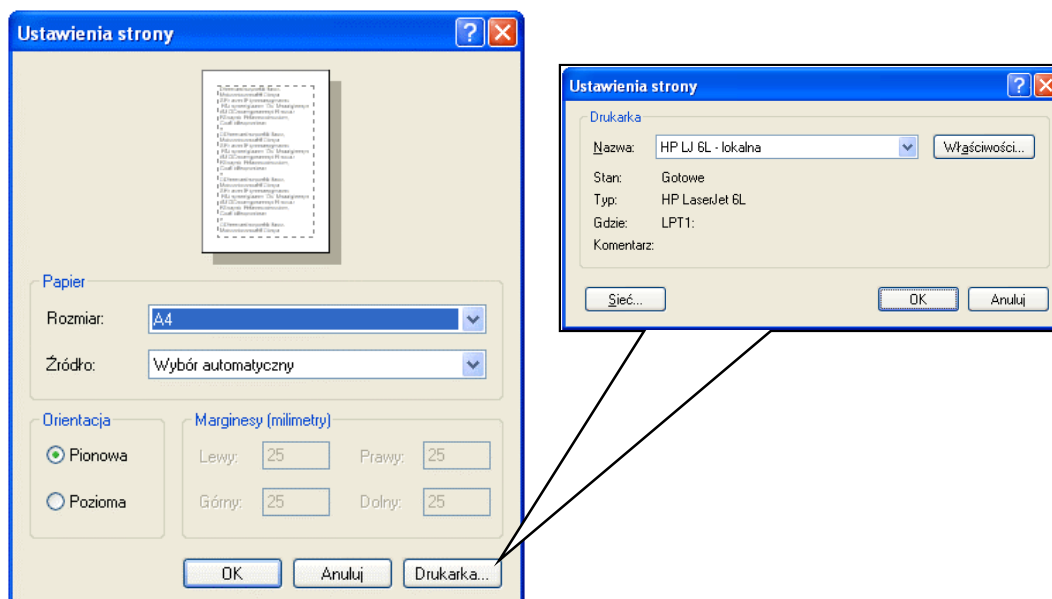 Ustawienia strony
Papier
Rozmiar: A4
Źródło: Wybór automatyczny
Orientacja
Pionowa
Pozioma
Marginesy (milimetry)
Lewy: 25 Prawy: 25
Górny: 25 Dolny: 25
OK Anuluj Drukarka...
Ustawienia strony
Drukarka
Nazwa: HP LJ 6L - lokalna Właściwości...
Stan: Gotowe
Typ: HP LaserJet 6L
Gdzie: LPT1:
Komentarz:
Sieć... OK Anuluj